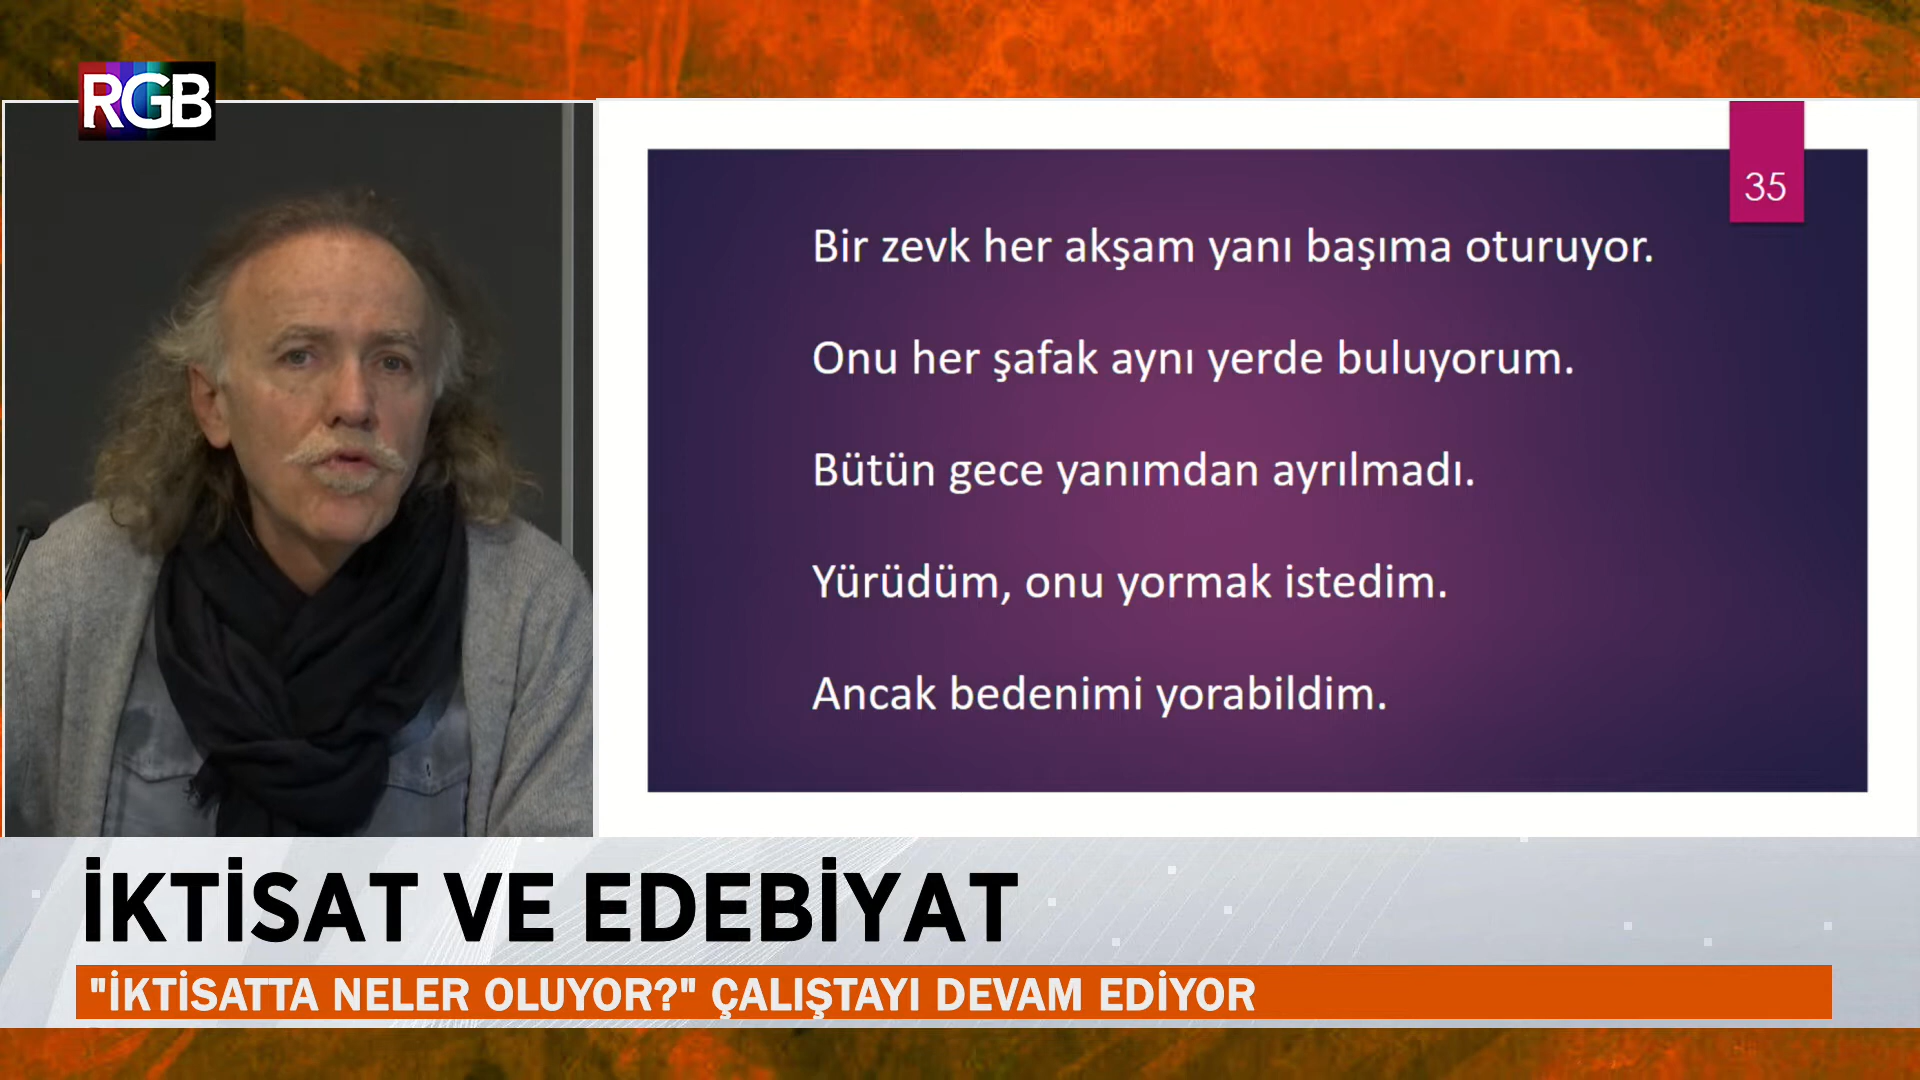 RGB
35
Bir zevk her akşam yanı başıma oturuyor.
Onu her şafak aynı yerde buluyorum.
Bütün gece yanımdan ayrılmadı.
Yürüdüm, onu yormak istedim.
Ancak bedenimi yorabildim.
İKTİSAT VE EDEBİYAT
"İKTİSATTA NELER OLUYOR?" ÇALIŞTAYI DEVAM EDİYOR